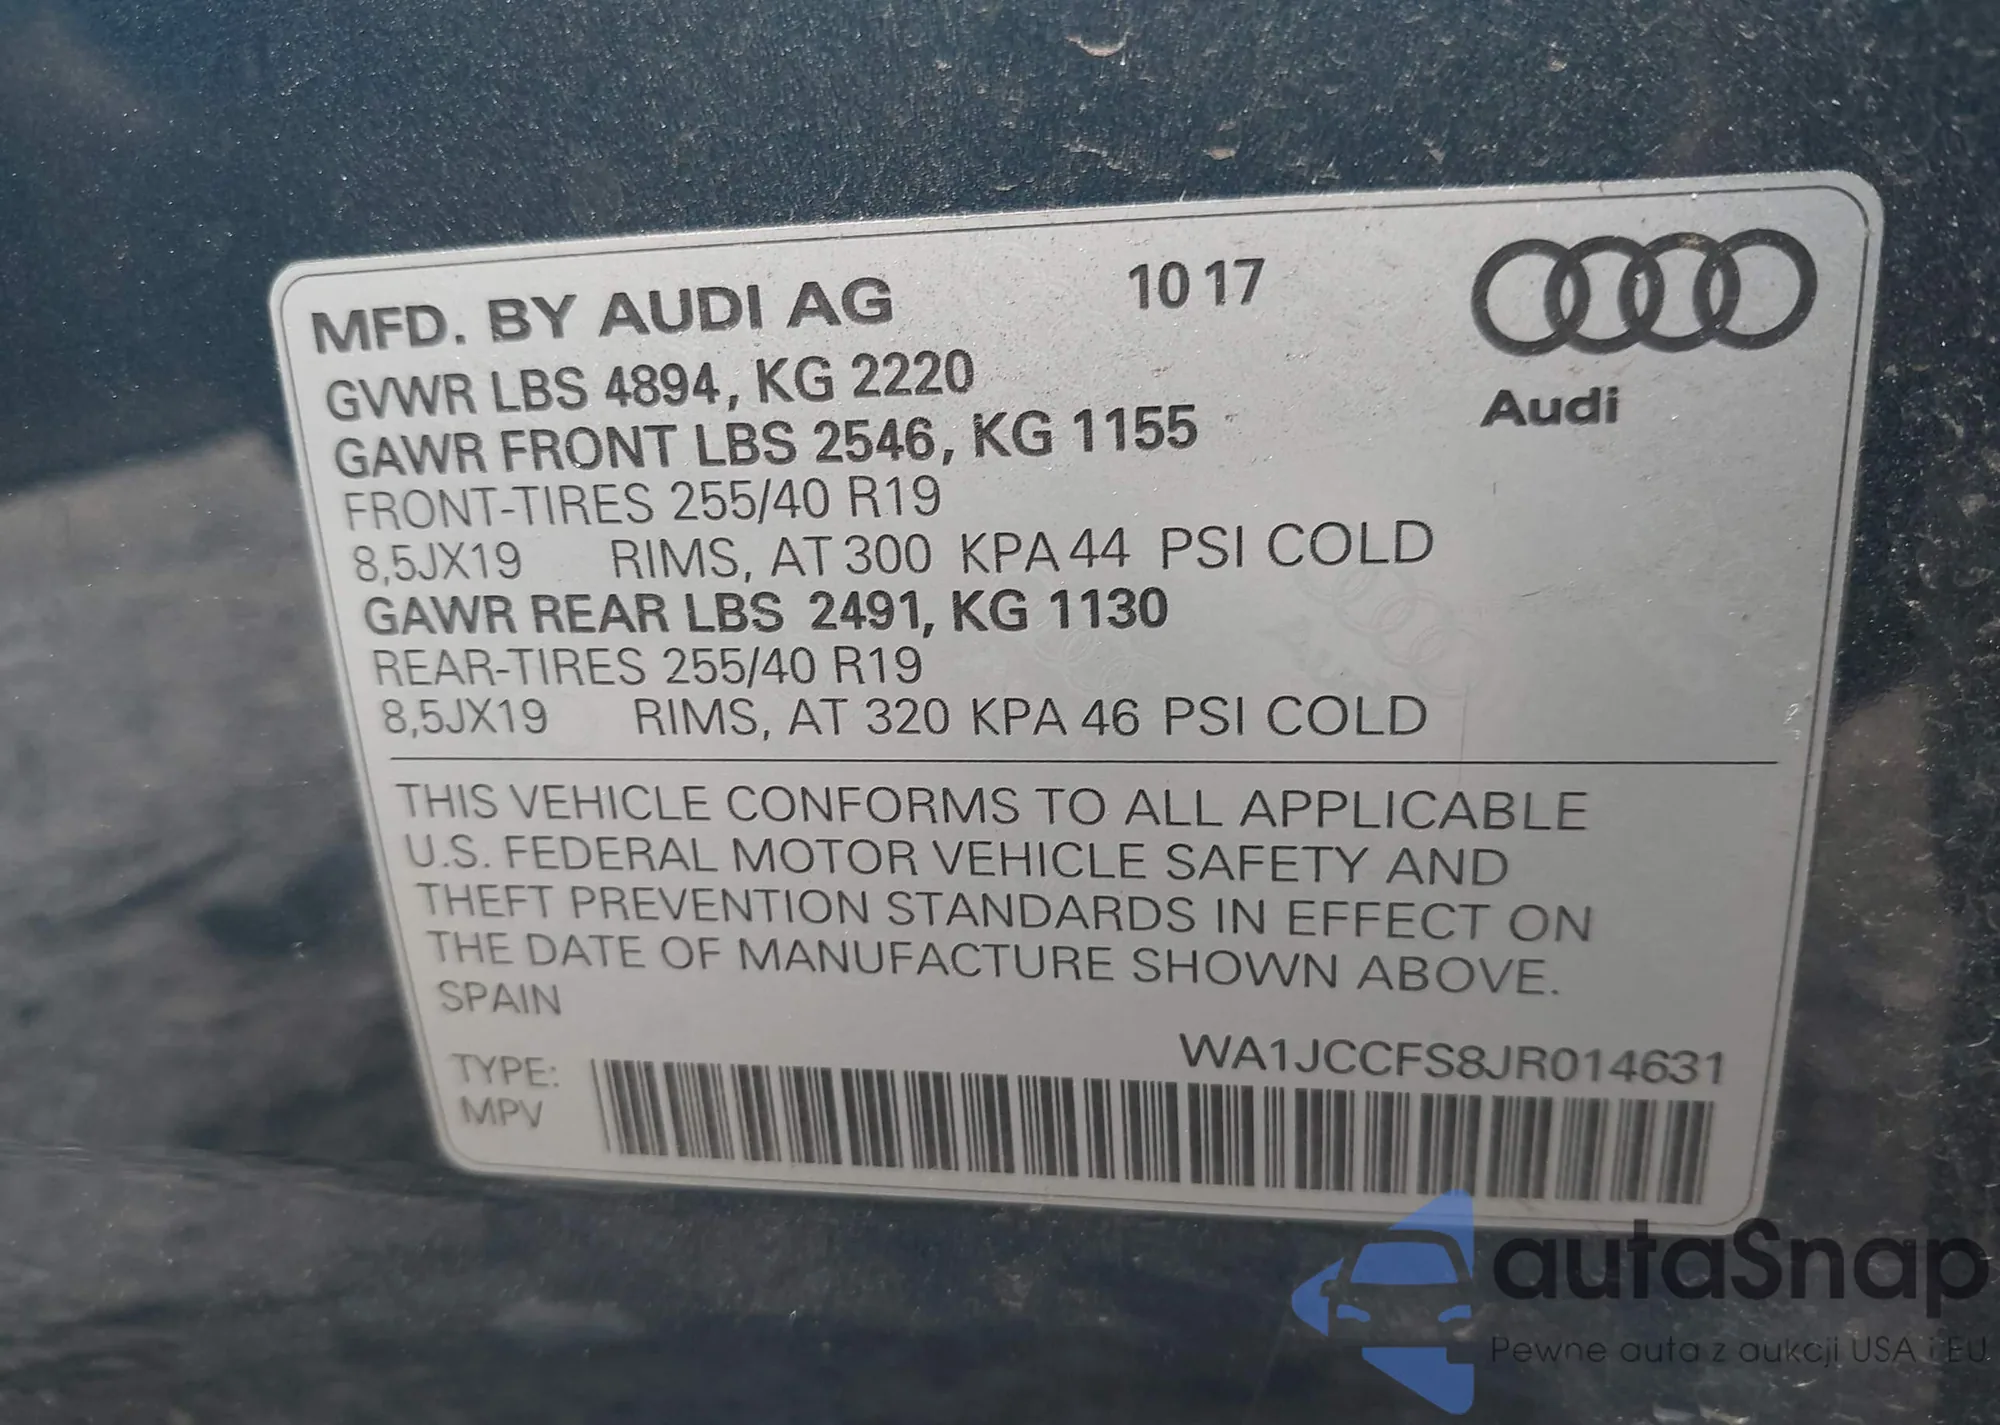 MFD. BY AUDI AG 10 17
GVWR LBS 4894, KG 2220
GAWR FRONT LBS 2546, KG 1155
Audi
FRONT-TIRES 255/40 R19
8,5JX19 RIMS, AT 300 KPA 44 PSI COLD
GAWR REAR LBS 2491, KG 1130
REAR-TIRES 255/40 R19
8,5JX19 RIMS, AT 320 KPA 46 PSI COLD
THIS VEHICLE CONFORMS TO ALL APPLICABLE
U.S. FEDERAL MOTOR VEHICLE SAFETY AND
THEFT PREVENTION STANDARDS IN EFFECT ON
THE DATE OF MANUFACTURE SHOWN ABOVE.
SPAIN
WA1JCCFS8JR014631
TYPE:
MPV
autaSnap
Pewne auta z aukcji USA i EU